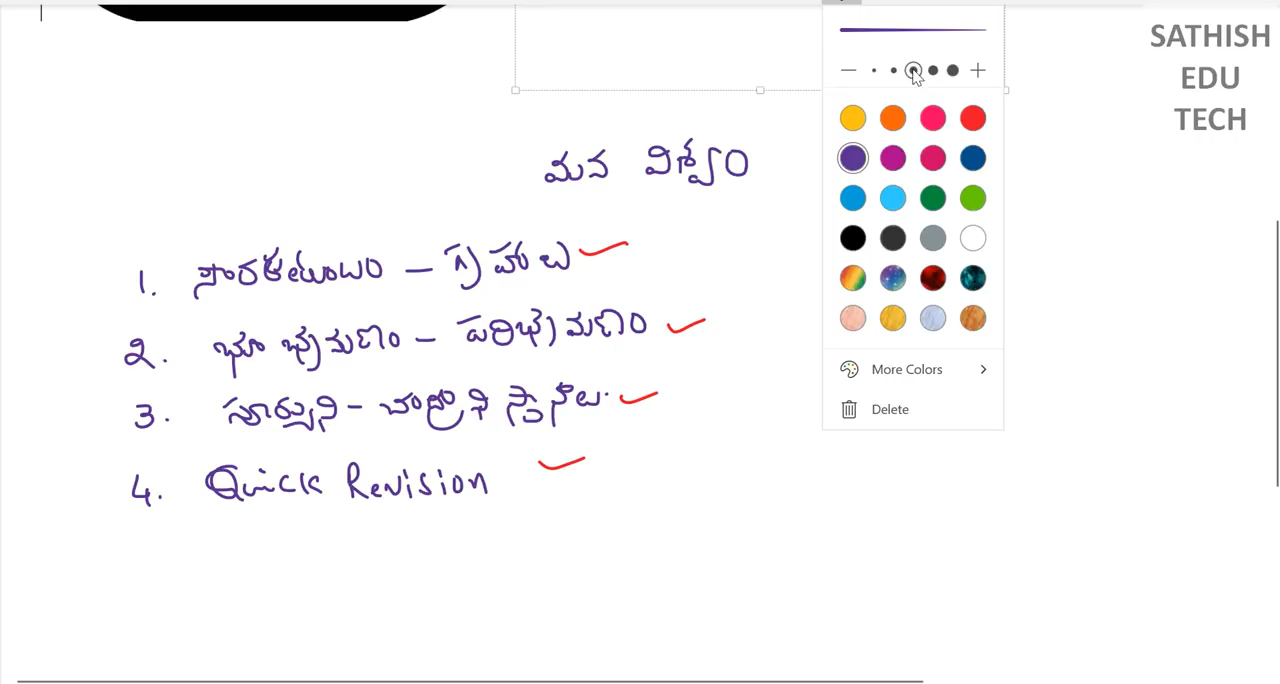 SATHISH
EDU
TECH
మన విశ్వం
1. సౌరకుటుంబం - గ్రహాలు
2. భూ భ్రమణం - పరిభ్రమణం
3. సూర్యుని - చంద్రుని స్థానాలు.
4. Quick Revision
More Colors
Delete